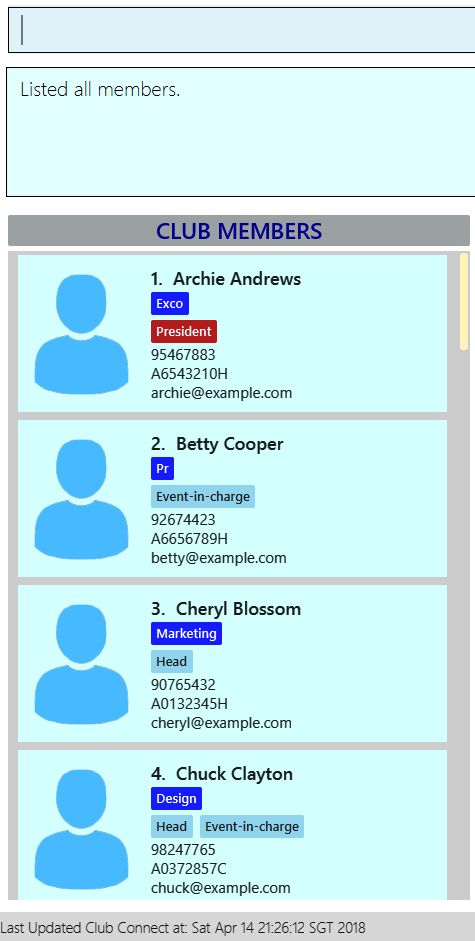 Listed all members.
CLUB MEMBERS
1. Archie Andrews
Exco
President
95467883
A6543210H
archie@example.com
2. Betty Cooper
Pr
Event-in-charge
92674423
A6656789H
betty@example.com
3. Cheryl Blossom
Marketing
Head
90765432
A0132345H
cheryl@example.com
4. Chuck Clayton
Design
Head Event-in-charge
98247765
A0372857C
chuck@example.com
Last Updated Club Connect at: Sat Apr 14 21:26:12 SGT 2018